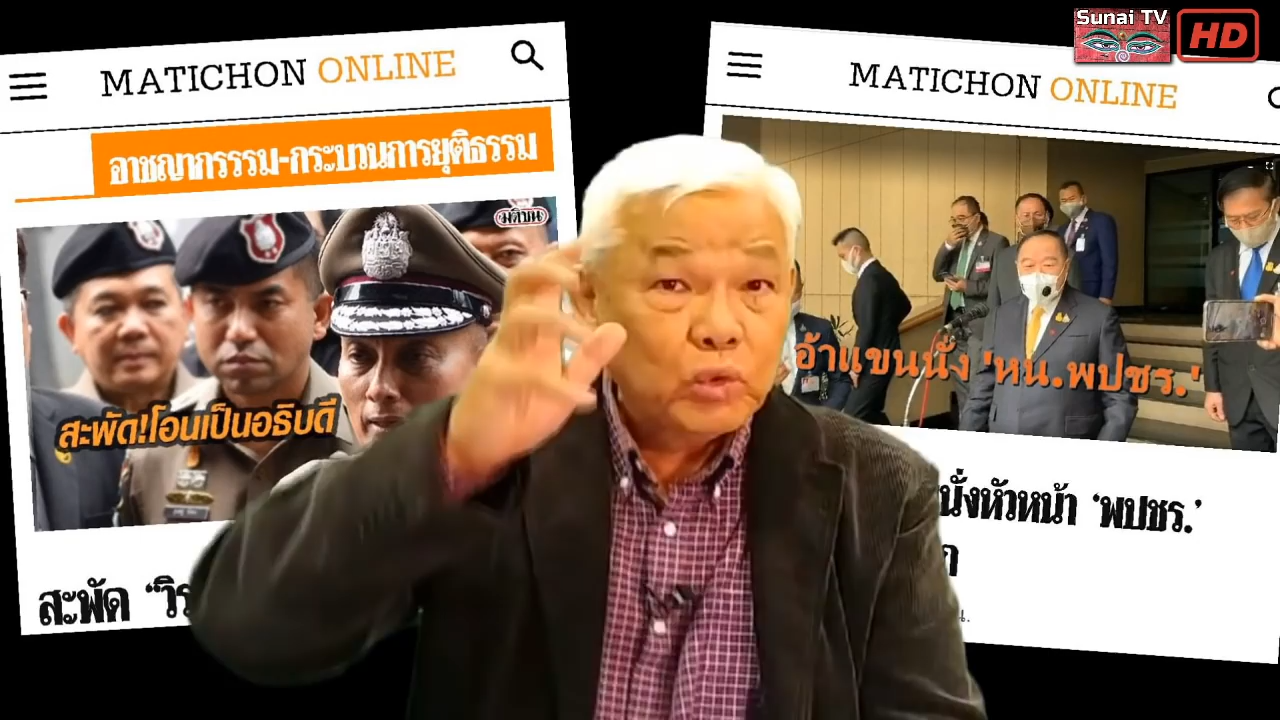 Sunai TV
HD
MATICHON ONLINE
อาชญากรรรม-กระบวนการยุติธรรม
มติชน
สะพัด!โอนเป็นอธิบดี
สะพัด
MATICHON ONLINE
อ้าแขนนั่ง 'หน.พปชร.'
นั่งหัวหน้า ‘พปชร.’